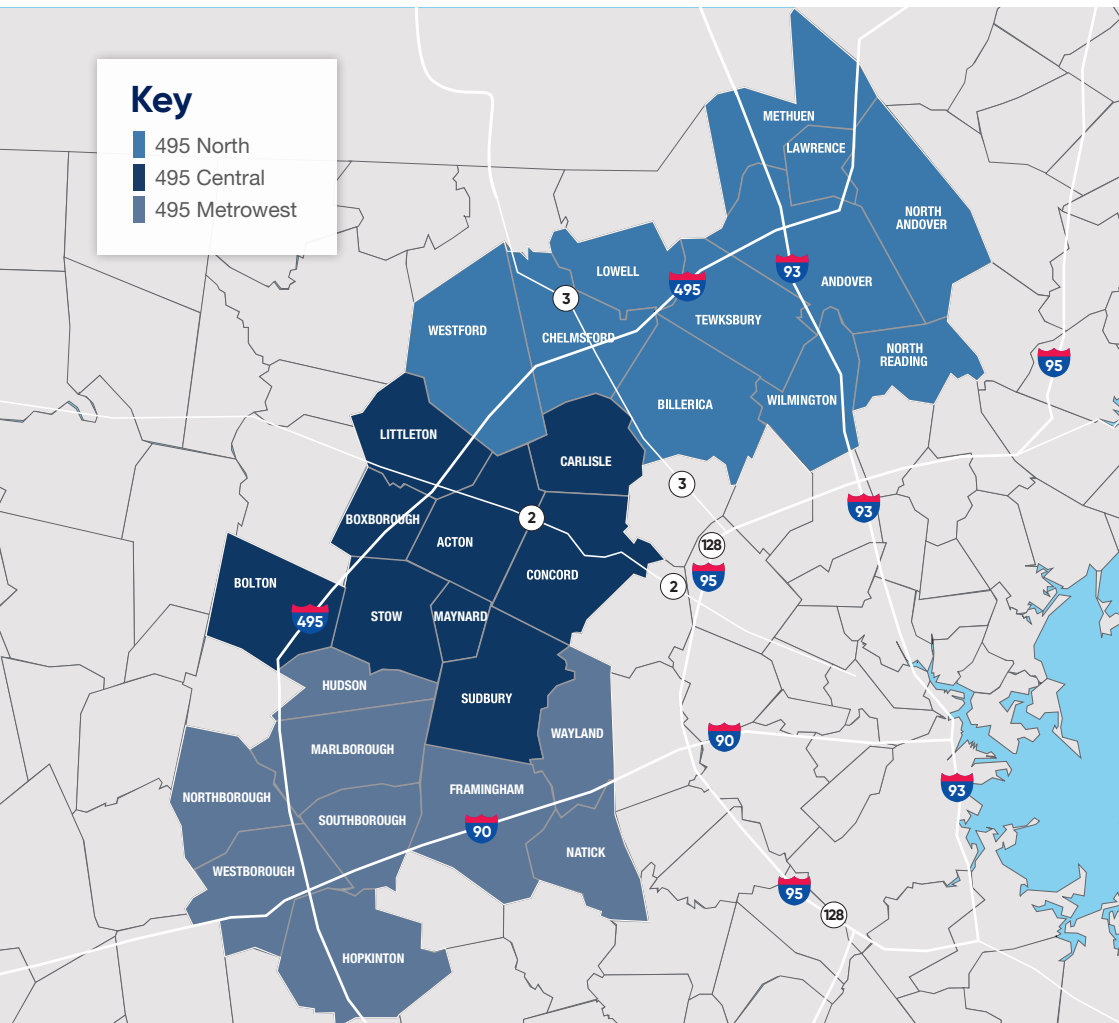 Key
495 North
495 Central
495 Metrowest
METHUEN
LAWRENCE
NORTH
ANDOVER
LOWELL
495
93
ANDOVER
3
WESTFORD
CHELMSFORD
TEWKSBURY
NORTH
READING
95
BILLERICA
WILMINGTON
LITTLETON
CARLISLE
3
93
BOXBOROUGH
2
ACTON
128
CONCORD
95
2
BOLTON
495
STOW
MAYNARD
HUDSON
SUDBURY
WAYLAND
90
MARLBOROUGH
93
NORTHBOROUGH
FRAMINGHAM
SOUTHBOROUGH
90
NATICK
WESTBOROUGH
95
128
HOPKINTON